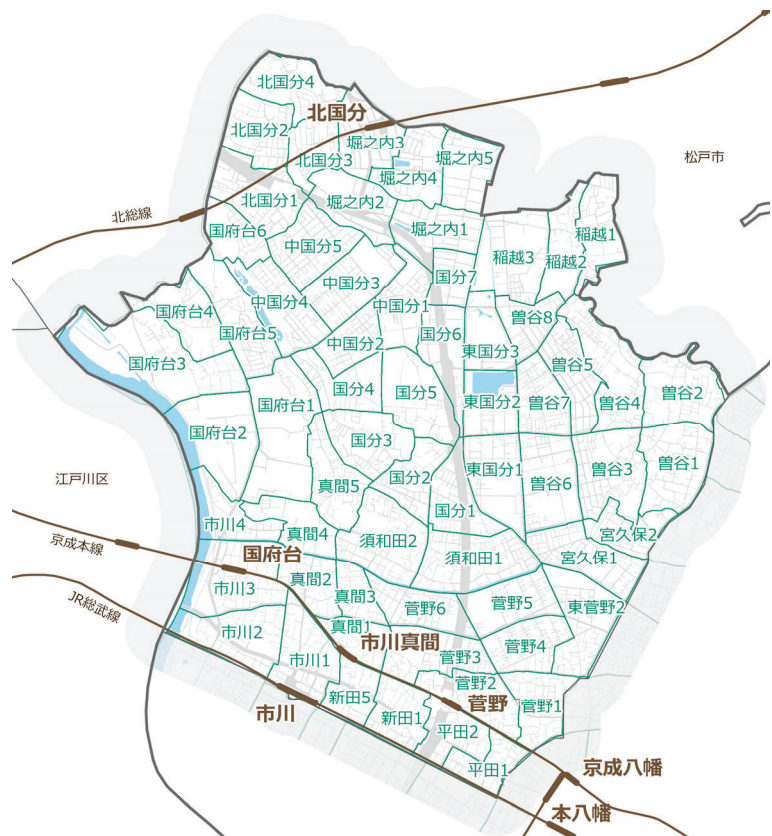 北国分4
北国分
北国分2
堀之内3
北国分3
堀之内5
松戸市
堀之内4
北国分1
堀之内2
北総線
堀之内1
国府台6
稲越1
中国分5
稲越3
稲越2
国分7
中国分3
中国分4
中国分1
国府台4
曽谷8
国府台5
国分6
中国分2
東国分3
国府台3
曽谷5
国分4
国分5
曽谷2
国府台1
東国分2
曽谷7
曽谷4
国府台2
国分3
曽谷3
曽谷1
東国分1
江戸川区
国分2
曽谷6
真間5
国分1
市川4
真間4
須和田2
宮久保2
京成本線
国府台
須和田1
宮久保1
真間2
市川3
真間3
菅野6
菅野5
東菅野2
JR総武線
真間1
市川2
市川真間
菅野4
市川1
菅野3
菅野2
新田5
菅野
市川
新田1
菅野1
平田2
平田1
京成八幡
本八幡